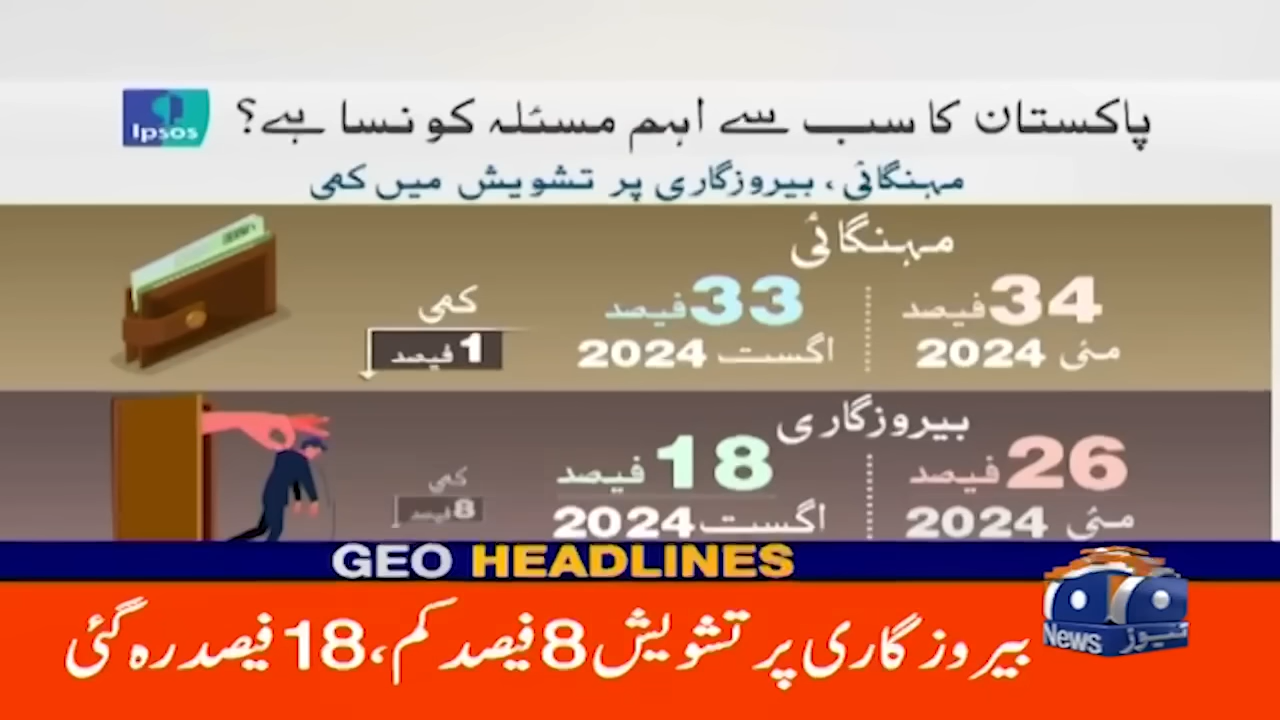 پاکستان کا سب سے اہم مسئلہ کونسا ہے؟
Ipsos
مہنگائی، بیروزگاری پر تشویش میں کمی
مہنگائی
34 فیصد
مئی 2024
33 فیصد
اگست 2024
کمی
1 فیصد
بیروزگاری
26 فیصد
مئی 2024
18 فیصد
اگست 2024
کمی
8 فیصد
GEO HEADLINES
News نیوز
بیروزگاری پر تشویش 8 فیصد کم، 18 فیصد رہ گئی